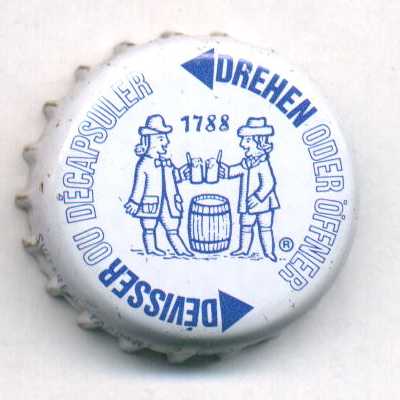 DREHEN ODER ÖFFNER
DÉVISSER OU DÉCAPSULER
1788
®